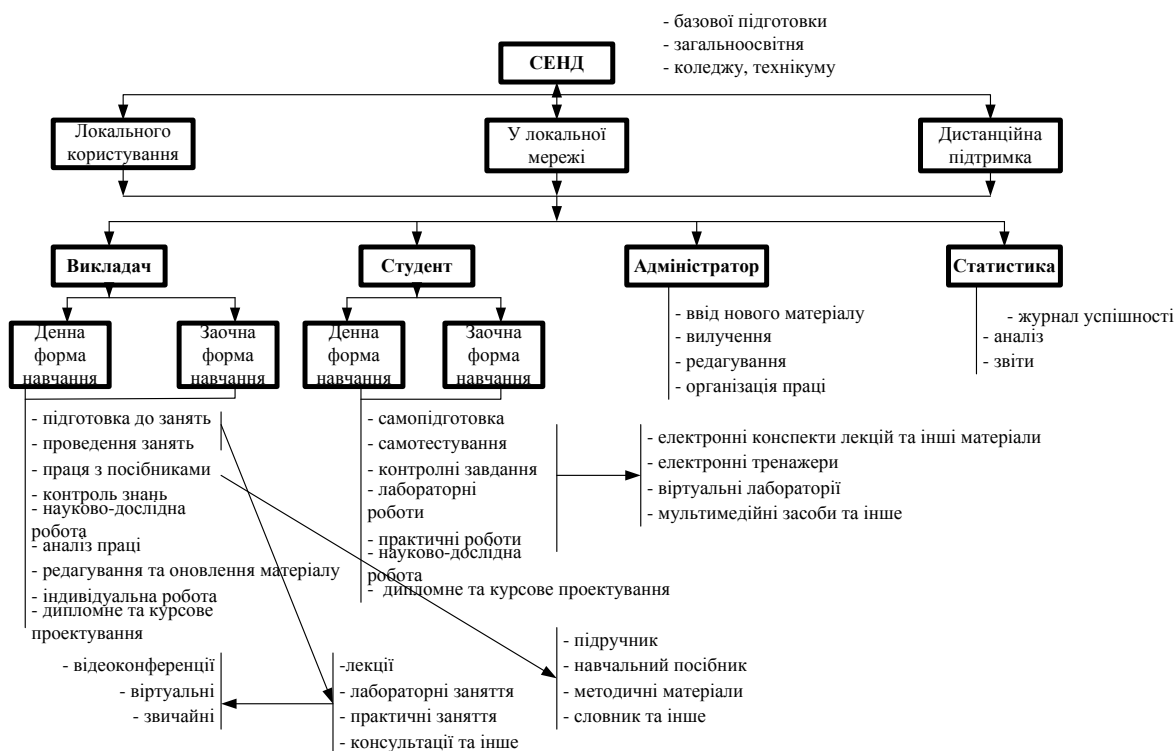 - базової підготовки
- загальноосвітня
- коледжу, технікуму
СЕНД
Локального
користування
У локальної
мережі
Дистанційна
підтримка
Викладач
Студент
Адміністратор
Статистика
Денна
форма
навчання
Заочна
форма
навчання
Денна
форма
навчання
Заочна
форма
навчання
- ввід нового матеріалу
- вилучення
- редагування
- організація праці
- журнал успішності
- аналіз
- звіти
- підготовка до занять
- проведення занять
- праця з посібниками
- контроль знань
- науково-дослідна
робота
- аналіз праці
- редагування та оновлення матеріалу
- індивідуальна робота
- дипломне та курсове
проектування
- самопідготовка
- самотестування
- контролні завдання
- лабораторні
роботи
- практичні роботи
- науково-дослідна
робота
- дипломне та курсове проектування
- електронні конспекти лекцій та інші матеріали
- електронні тренажери
- віртуальні лабораторії
- мультимедійні засоби та інше
- відеоконференції
- віртуальні
- звичайні
-лекції
- лабораторні заняття
- практичні заняття
- консультації та інше
- підручник
- навчальний посібник
- методичні матеріали
- словник та інше